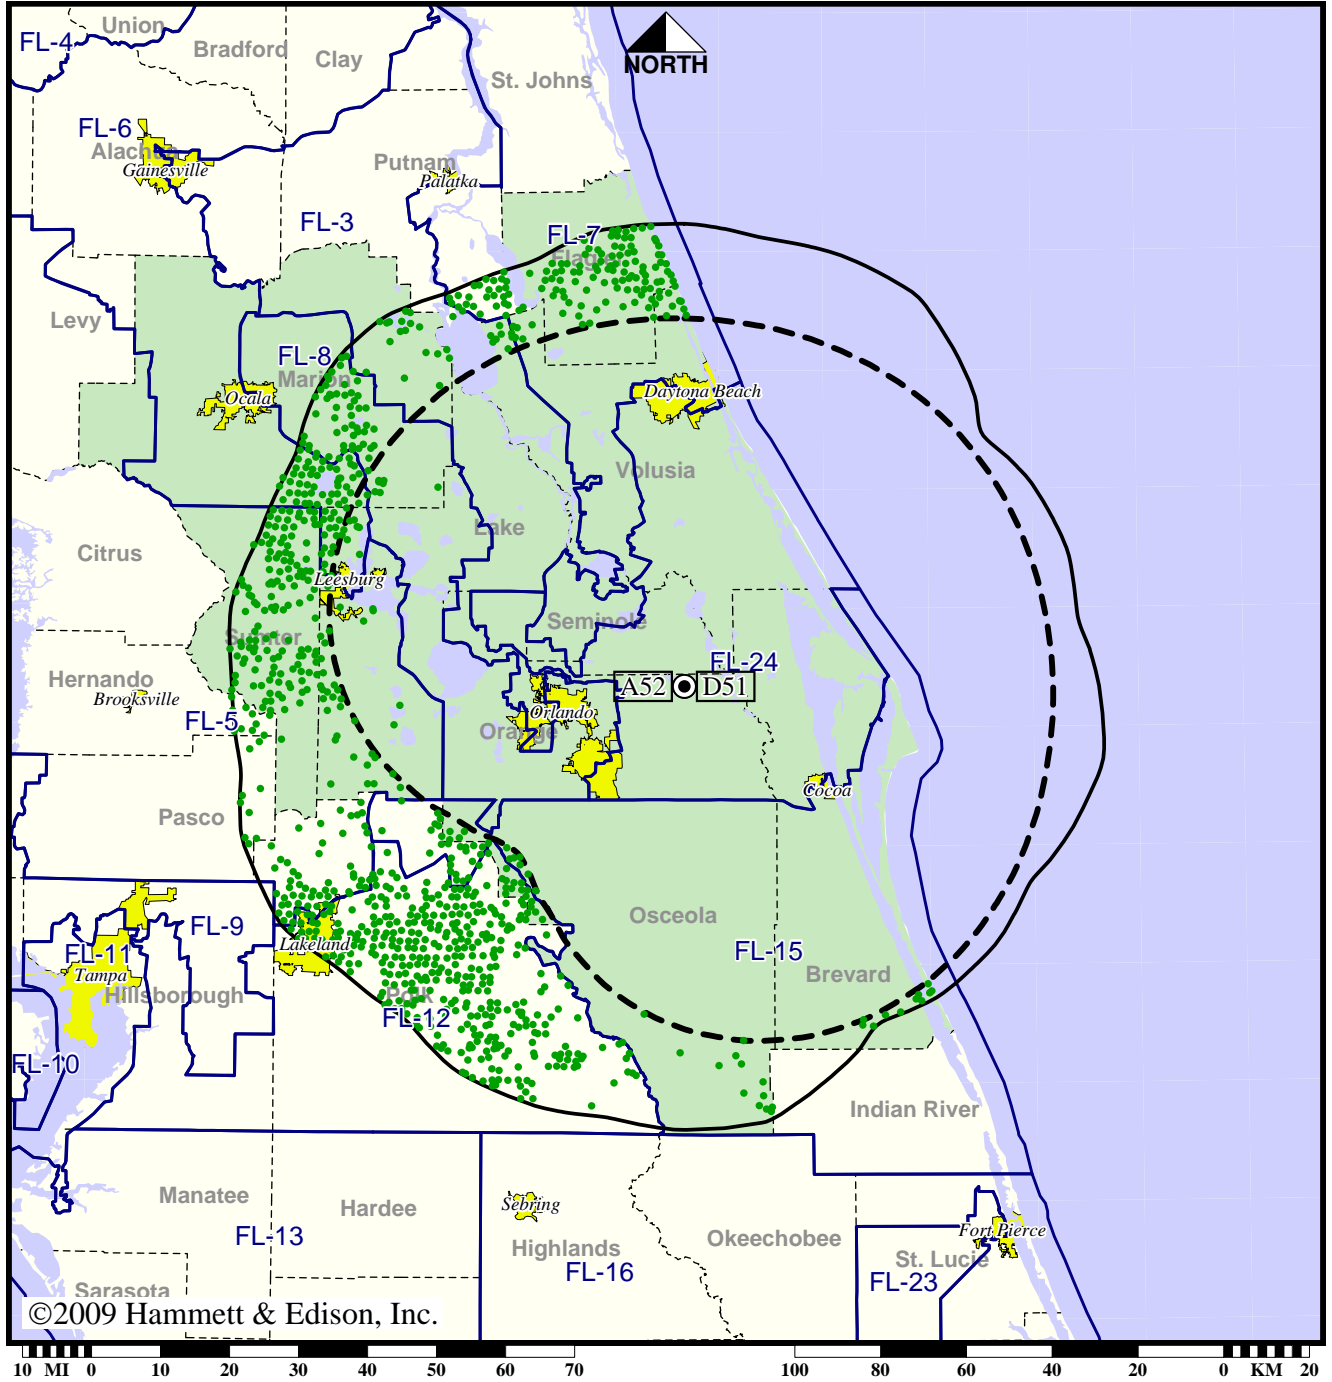 Union
FL-4
Bradford
Clay
NORTH
St. Johns
FL-6
Alachua
Gainesville
Putnam
Palatka
FL-3
FL-7
Flagler
Levy
FL-8
Marion
Ocala
Daytona Beach
Volusia
Citrus
Lake
Leesburg
Seminole
Sumter
FL-24
Hernando
Brooksville
A52
D51
FL-5
Orlando
Orange
Cocoa
Pasco
Osceola
FL-9
FL-15
Lakeland
FL-11
Tampa
Brevard
Hillsborough
Polk
FL-12
FL-10
Indian River
Manatee
Hardee
Sebring
FL-13
Highlands
Okeechobee
Fort Pierce
St. Lucie
FL-16
FL-23
Sarasota
©2009 Hammett & Edison, Inc.
10 MI 0 10 20 30 40 50 60 70 100 80 60 40 20 0 KM 20